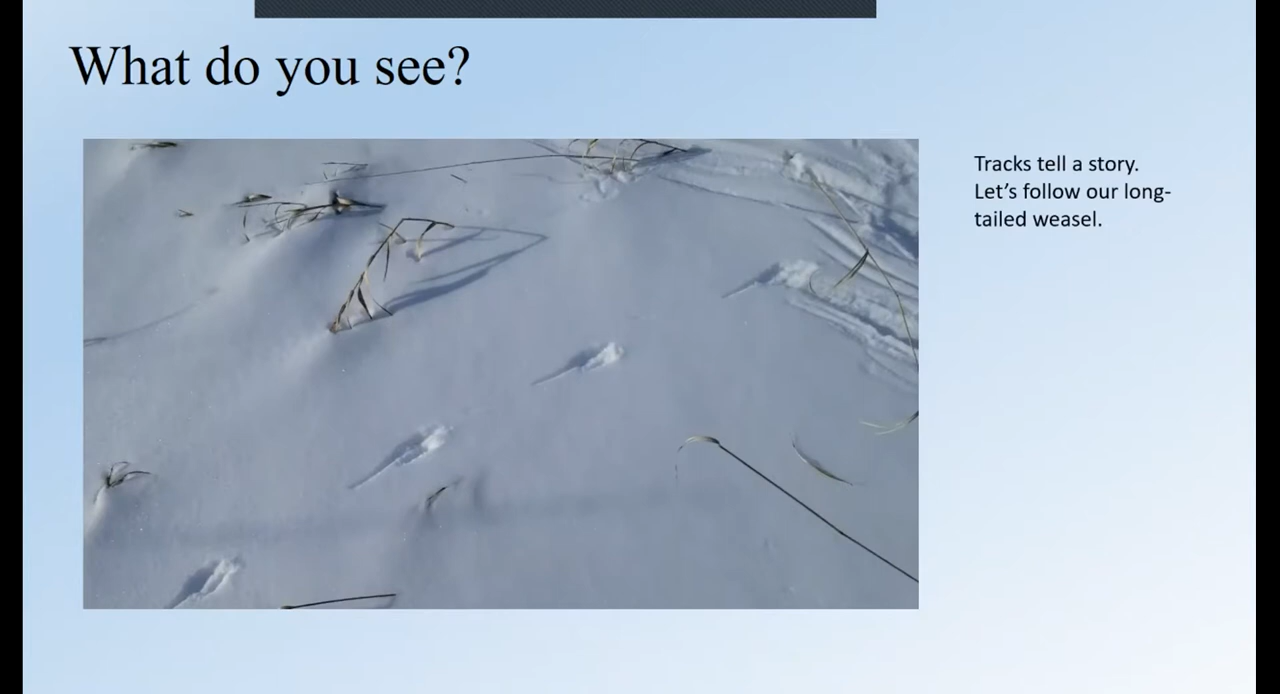 What do you see?
Tracks tell a story.
Let’s follow our long-
tailed weasel.